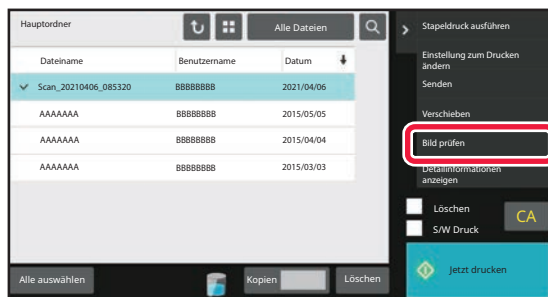 Hauptordner
Alle Dateien
Dateiname Benutzername Datum
Scan_20210406_085320 BBBBBBBB 2021/04/06
AAAAAAA BBBBBBBB 2015/05/05
AAAAAAA BBBBBBBB 2015/04/04
AAAAAAA BBBBBBBB 2015/03/03
Alle auswählen
Kopien
Löschen
Stapeldruck ausführen
Einstellung zum Drucken
ändern
Senden
Verschieben
Bild prüfen
Detailinformationen
anzeigen
Löschen
S/W Druck
CA
Jetzt drucken